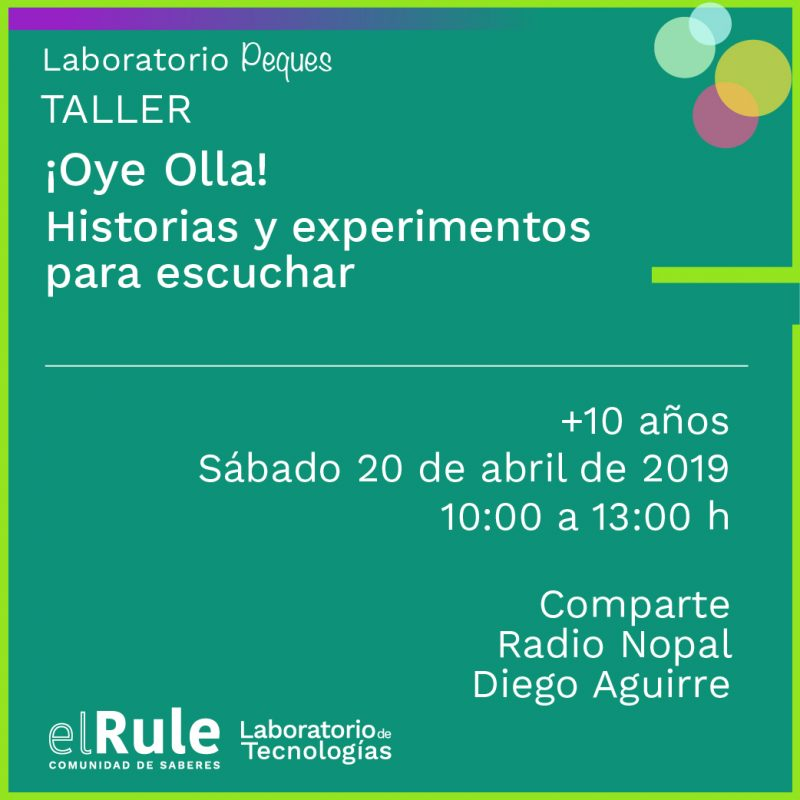 Laboratorio Peques
TALLER
¡Oye Olla!
Historias y experimentos
para escuchar
+10 años
Sábado 20 de abril de 2019
10:00 a 13:00 h
Comparte
Radio Nopal
Diego Aguirre
elRule
COMUNIDAD DE SABERES
Laboratorio de
Tecnologías